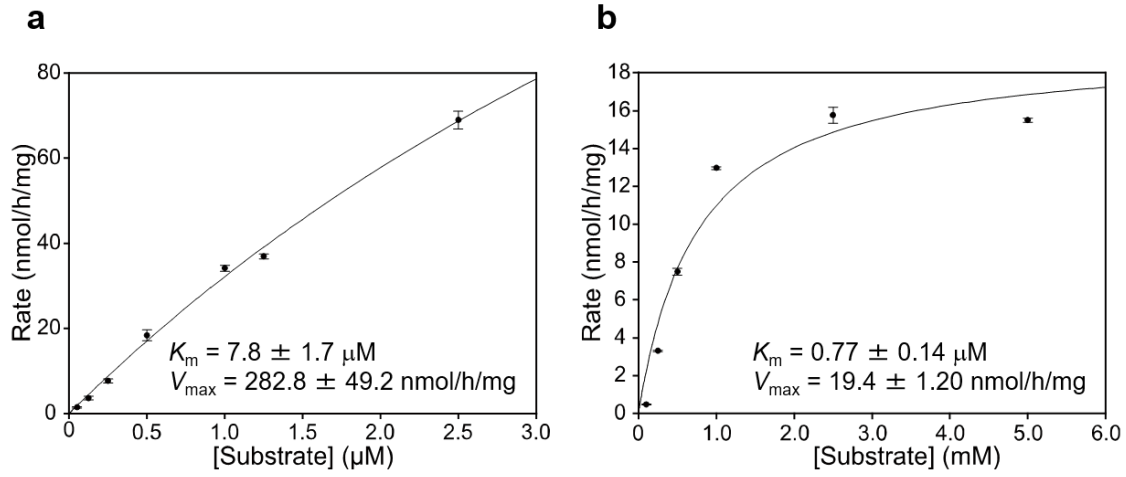 a
Rate (nmol/h/mg)
80
60
40
20
0
0
0.5
1.0
1.5
2.0
2.5
3.0
[Substrate] (μM)
Km = 7.8 ± 1.7 μM
Vmax = 282.8 ± 49.2 nmol/h/mg
b
Rate (nmol/h/mg)
18
16
14
12
10
8
6
4
2
0
0
1.0
2.0
3.0
4.0
5.0
6.0
[Substrate] (mM)
Km = 0.77 ± 0.14 μM
Vmax = 19.4 ± 1.20 nmol/h/mg